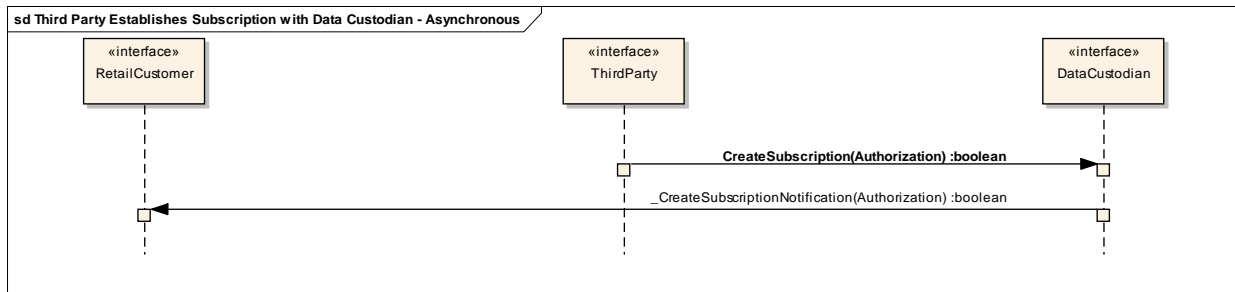 sd Third Party Establishes Subscription with Data Custodian - Asynchronous
«interface»
RetailCustomer
«interface»
ThirdParty
«interface»
DataCustodian
CreateSubscription(Authorization) :boolean
_CreateSubscriptionNotification(Authorization) :boolean